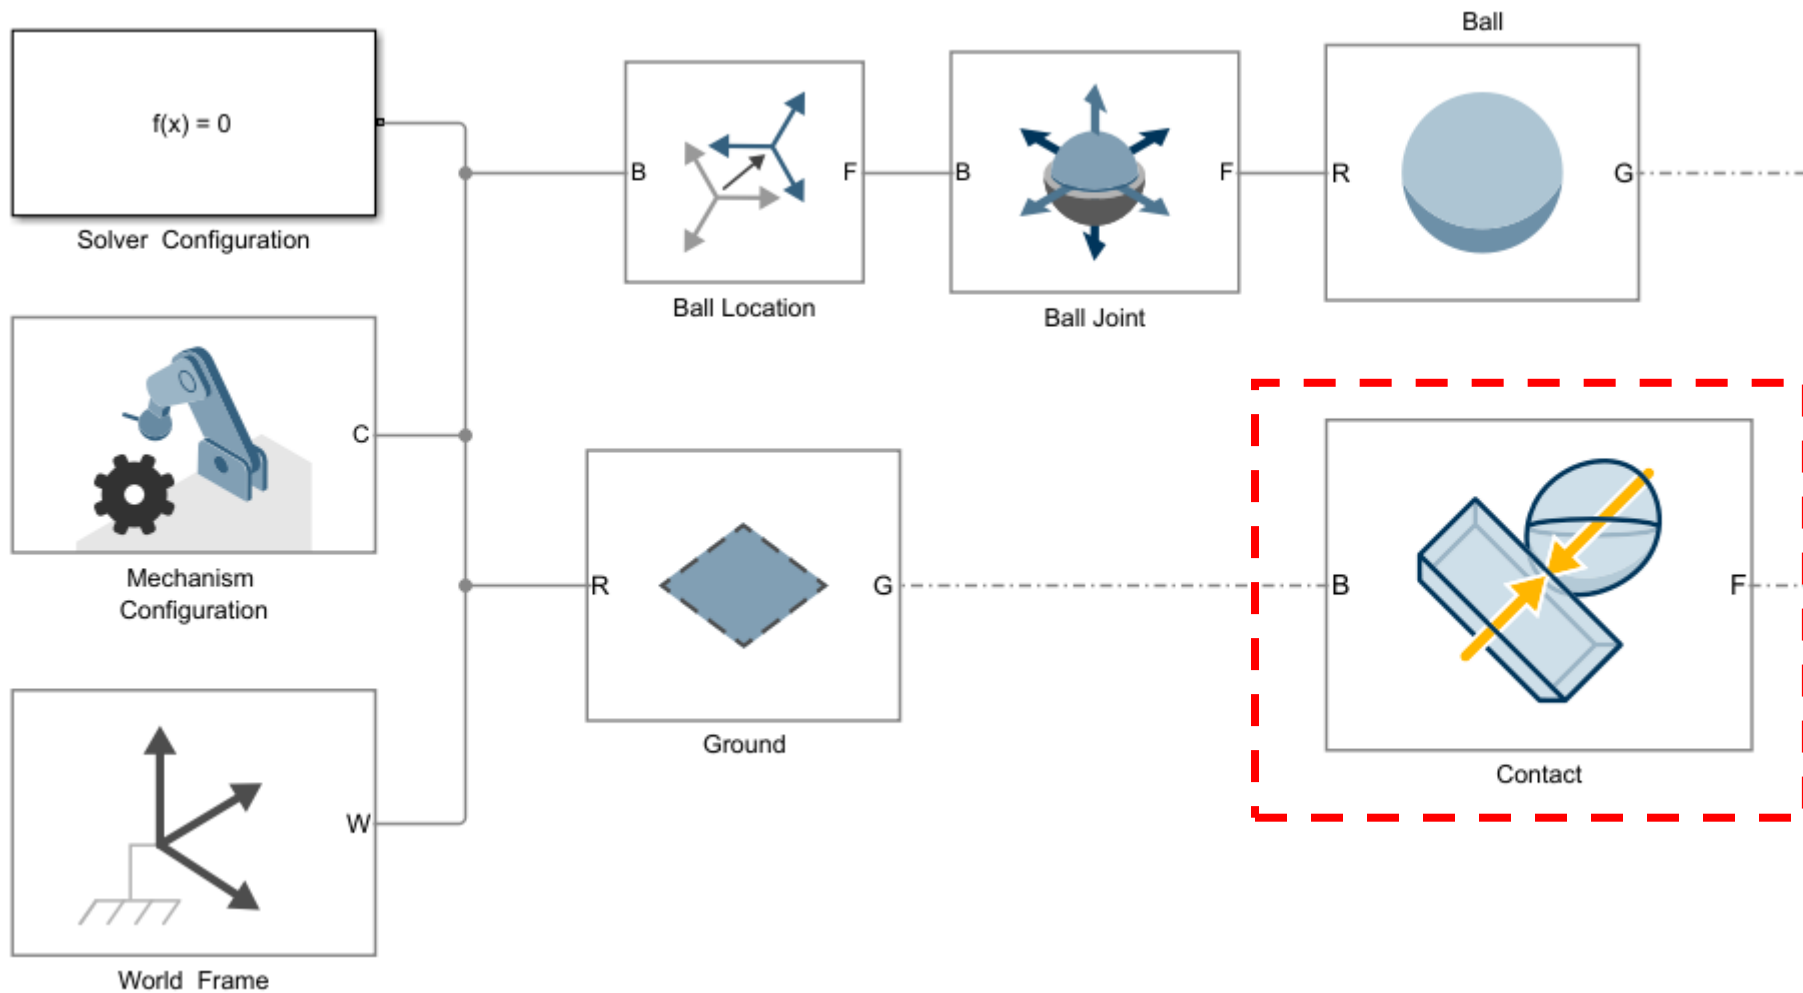 Ball
f(x) = 0
B
F
B
F
R
G
Solver Configuration
Ball Location
Ball Joint
C
Mechanism
Configuration
R
G
B
F
Ground
Contact
W
World Frame